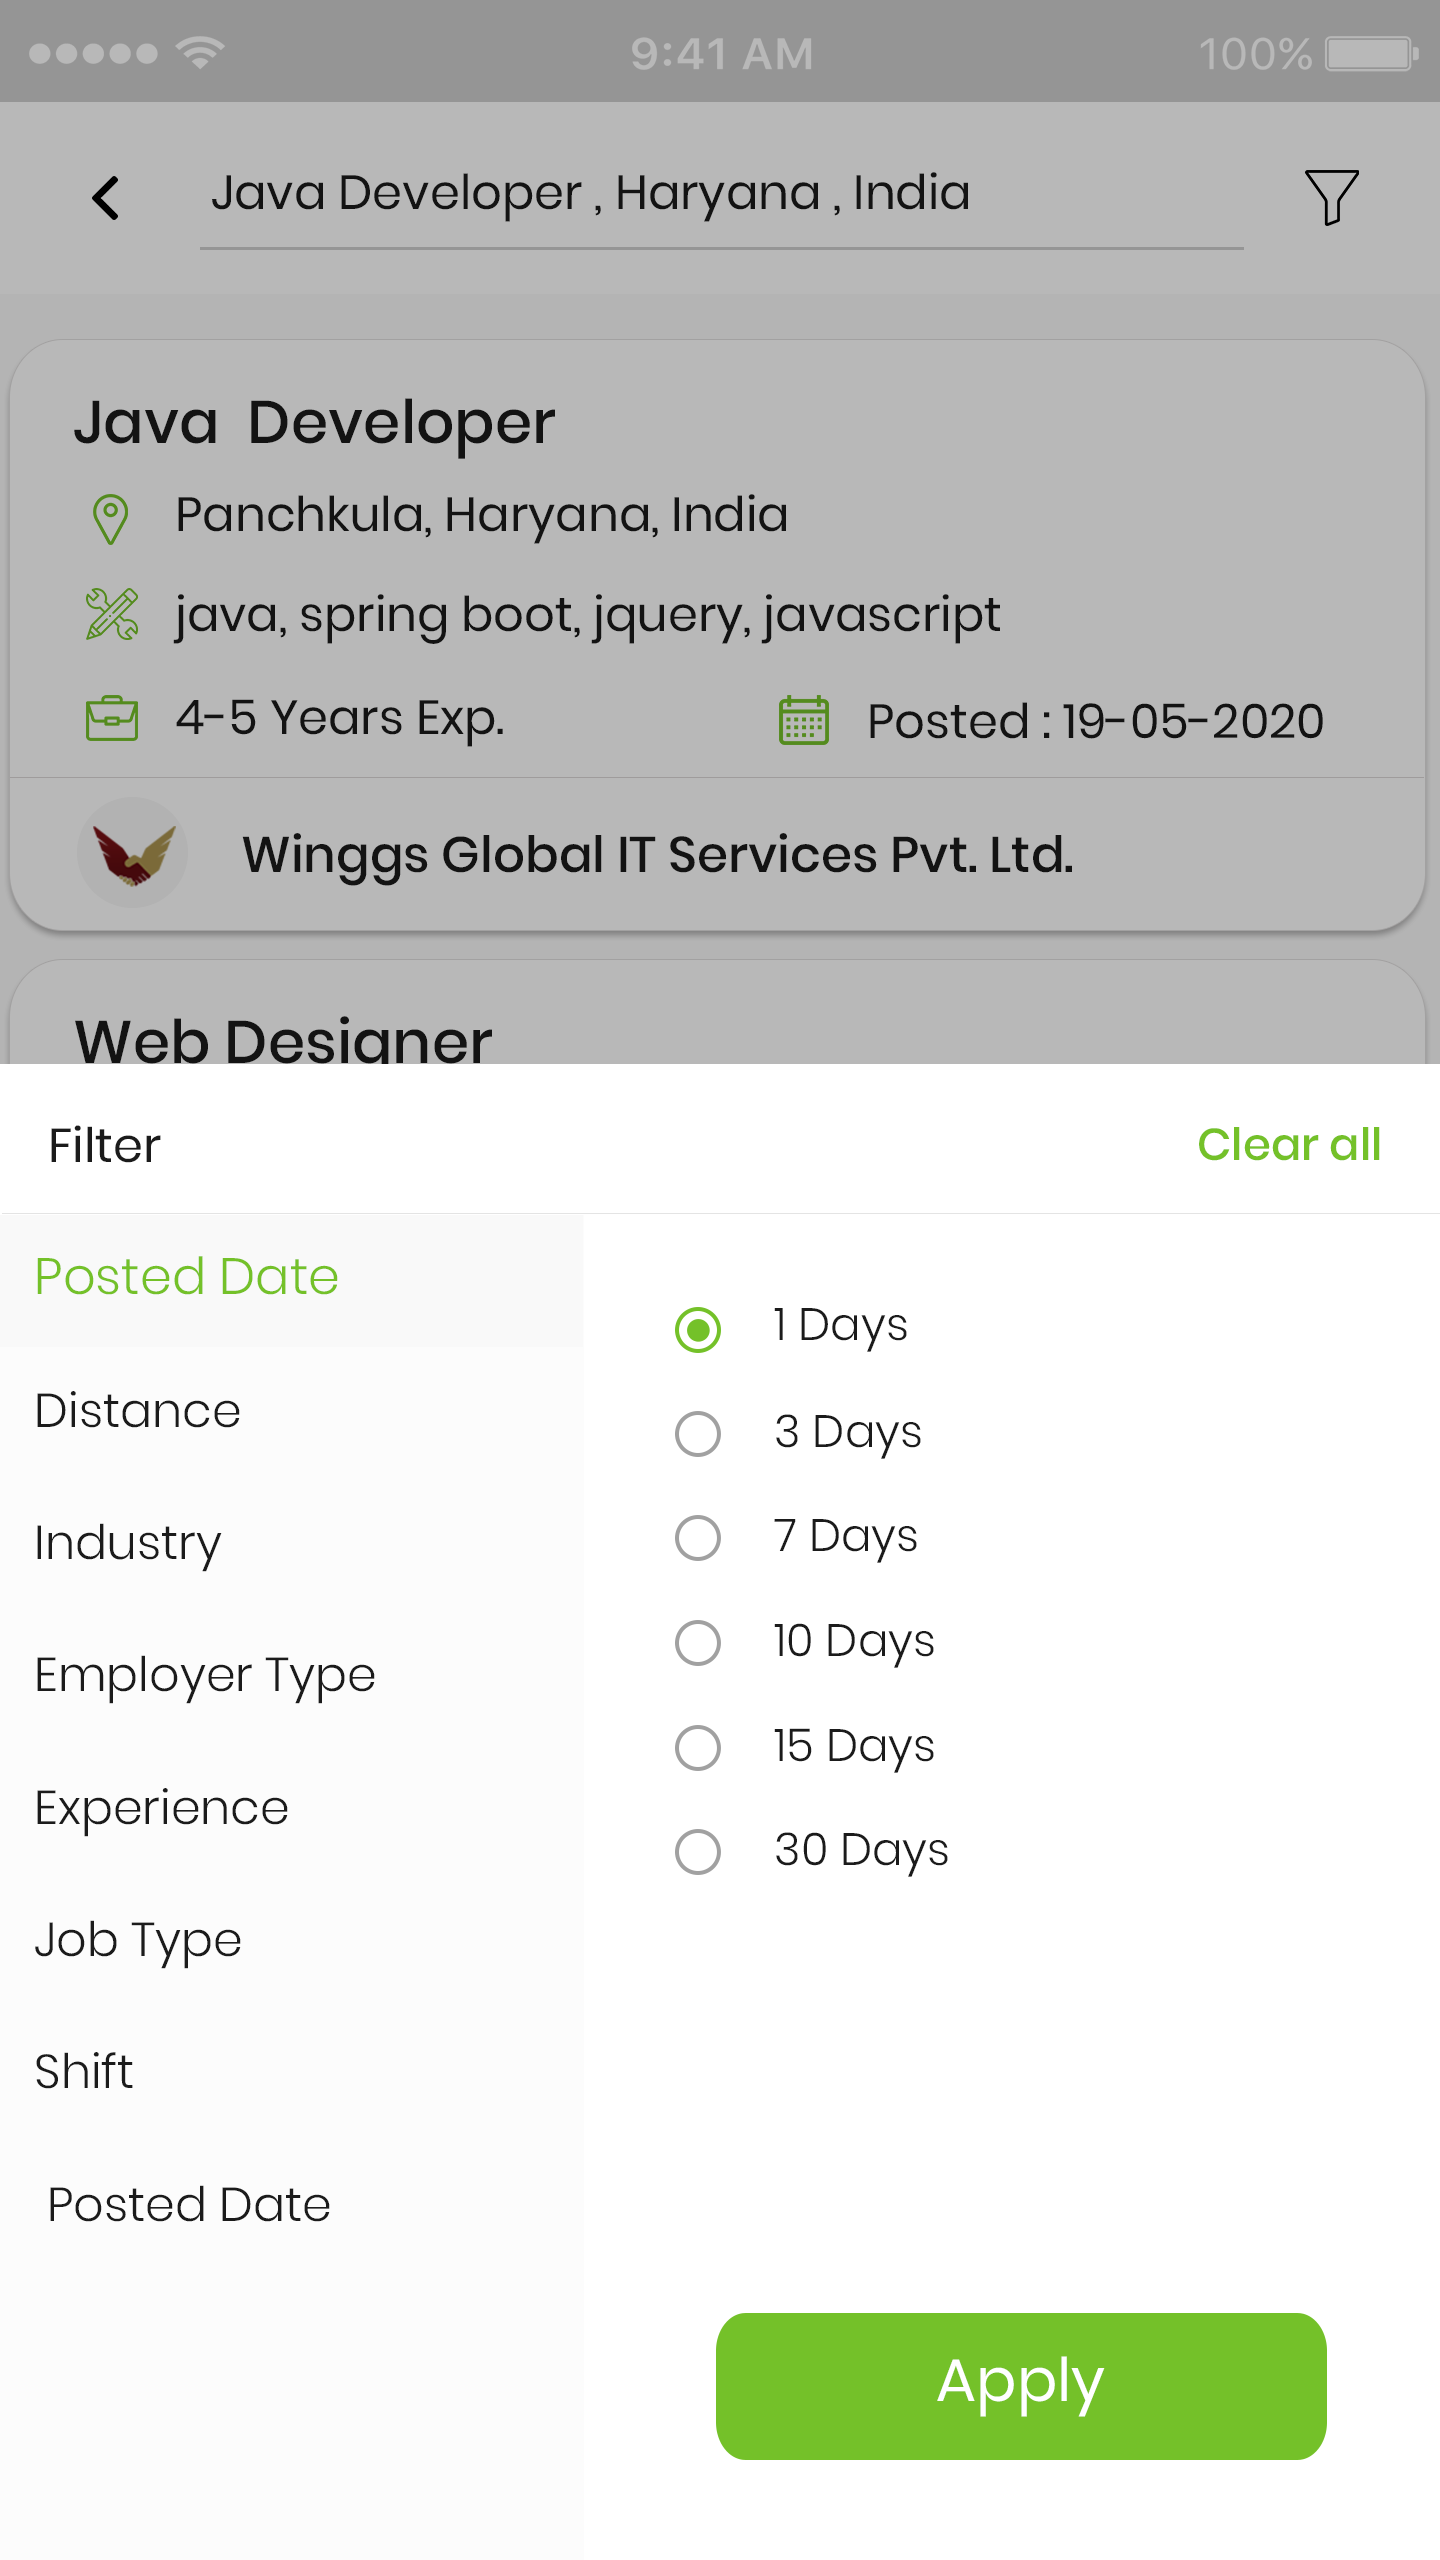 9:41 AM 100%
Java Developer , Haryana , India
Java Developer
Panchkula, Haryana, India
java, spring boot, jquery, javascript
4-5 Years Exp. Posted : 19-05-2020
Winggs Global IT Services Pvt. Ltd.
Web Designer
Filter Clear all
Posted Date
Distance
Industry
Employer Type
Experience
Job Type
Shift
Posted Date
1 Days
3 Days
7 Days
10 Days
15 Days
30 Days
Apply